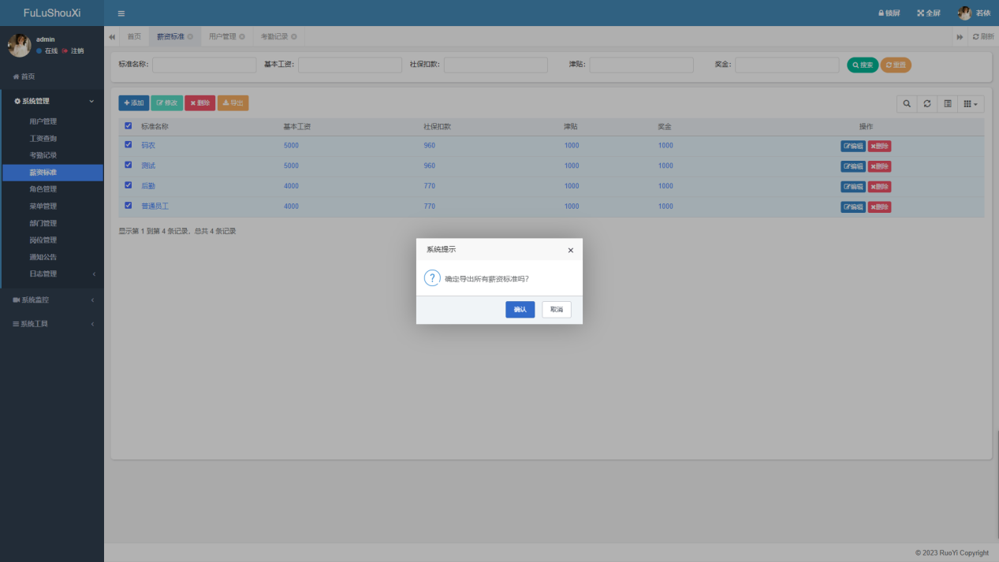 FuLuShouXi
锁屏 全屏 若依
admin
在线 注销
首页 薪资标准 用户管理 考勤记录 刷新
标准名称: 基本工资: 社保扣款: 津贴: 奖金: 搜索 重置
首页
系统管理
用户管理
工资查询
考勤记录
薪资标准
角色管理
菜单管理
部门管理
岗位管理
通知公告
日志管理
系统监控
系统工具
添加 修改 删除 导出
标准名称 基本工资 社保扣款 津贴 奖金 操作
码农 5000 960 1000 1000 编辑 删除
测试 5000 960 1000 1000 编辑 删除
后勤 4000 770 1000 1000 编辑 删除
普通员工 4000 770 1000 1000 编辑 删除
显示第 1 到第 4 条记录，总共 4 条记录
系统提示
确定导出所有薪资标准吗？
确认 取消
© 2023 RuoYi Copyright